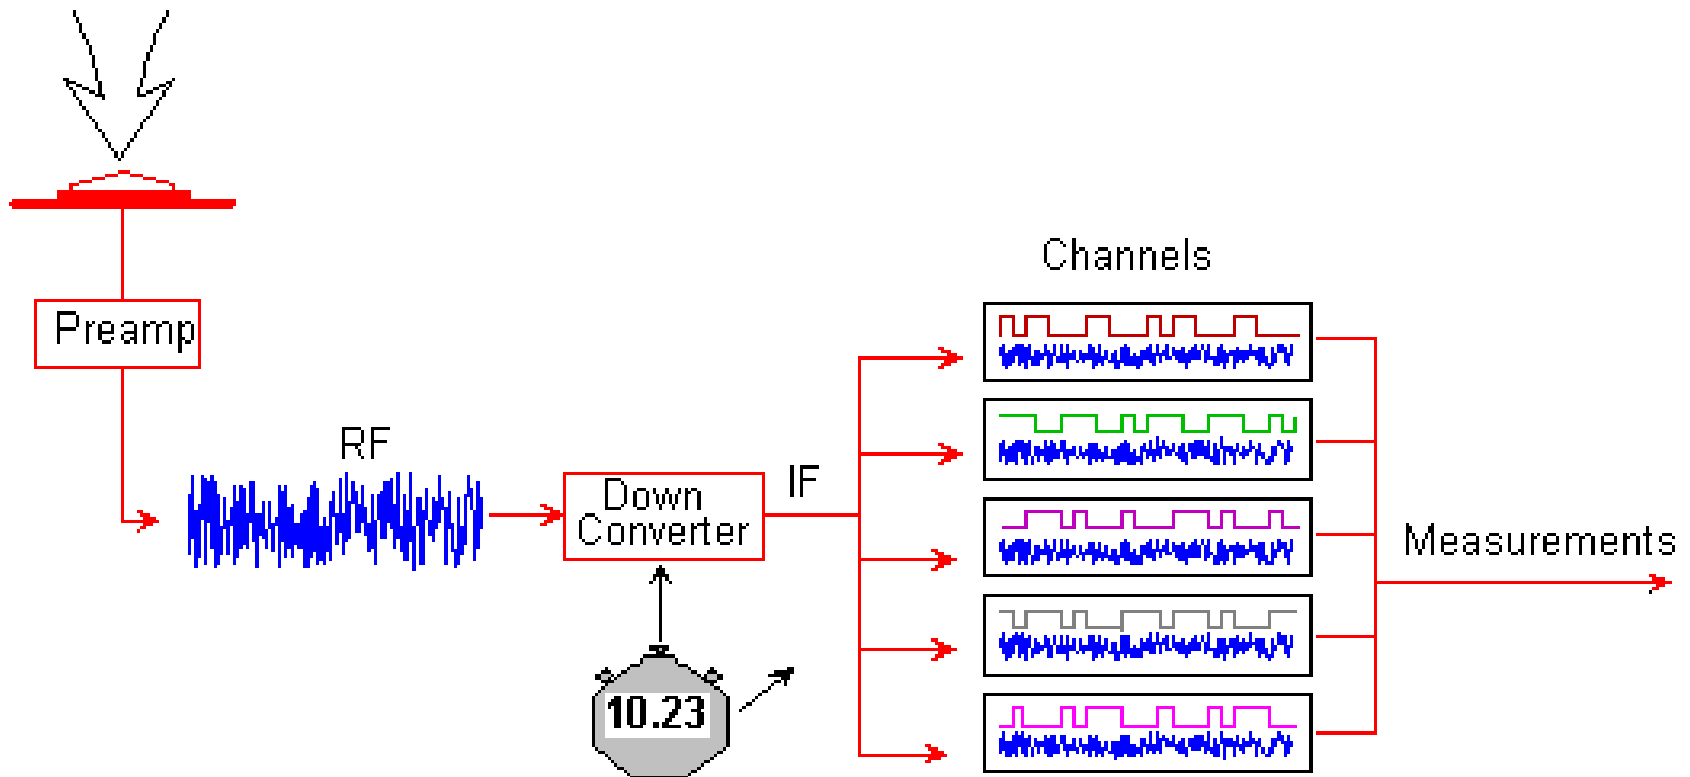 Channels
Preamp
RF
Down
Converter
IF
Measurements
10.23